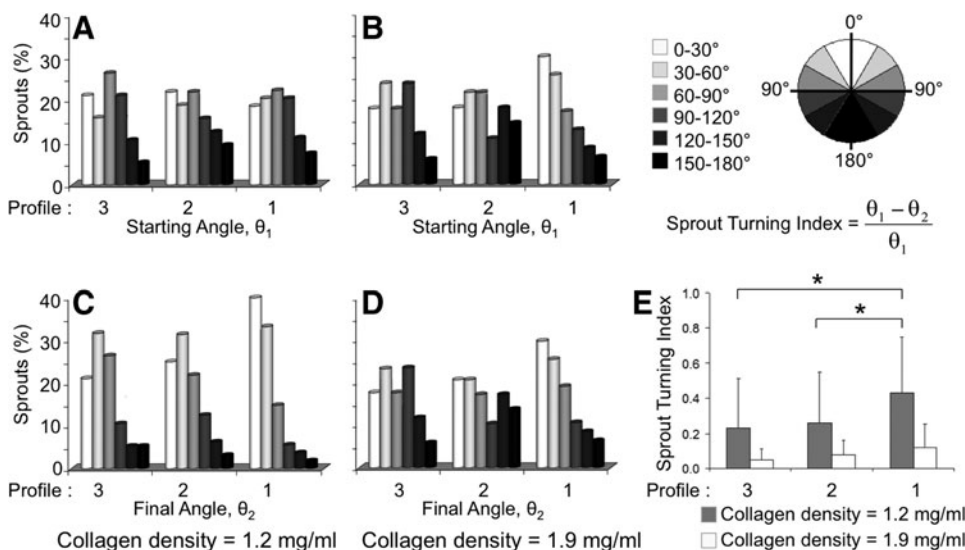 A
B
40
30
20
10
0
Sprouts (%)
Profile :
3
2
1
3
2
1
Starting Angle, θ1
Starting Angle, θ1
0-30°
30-60°
60-90°
90-120°
120-150°
150-180°
0°
90°
90°
180°
Sprout Turning Index = θ1 – θ2
θ1
C
D
E
40
30
20
10
0
Sprouts (%)
Profile :
3
2
1
3
2
1
Final Angle, θ2
Final Angle, θ2
Collagen density = 1.2 mg/ml
Collagen density = 1.9 mg/ml
*
*
1.0
0.8
0.6
0.4
0.2
0.0
Sprout Turning Index
Profile :
3
2
1
Collagen density = 1.2 mg/ml
Collagen density = 1.9 mg/ml